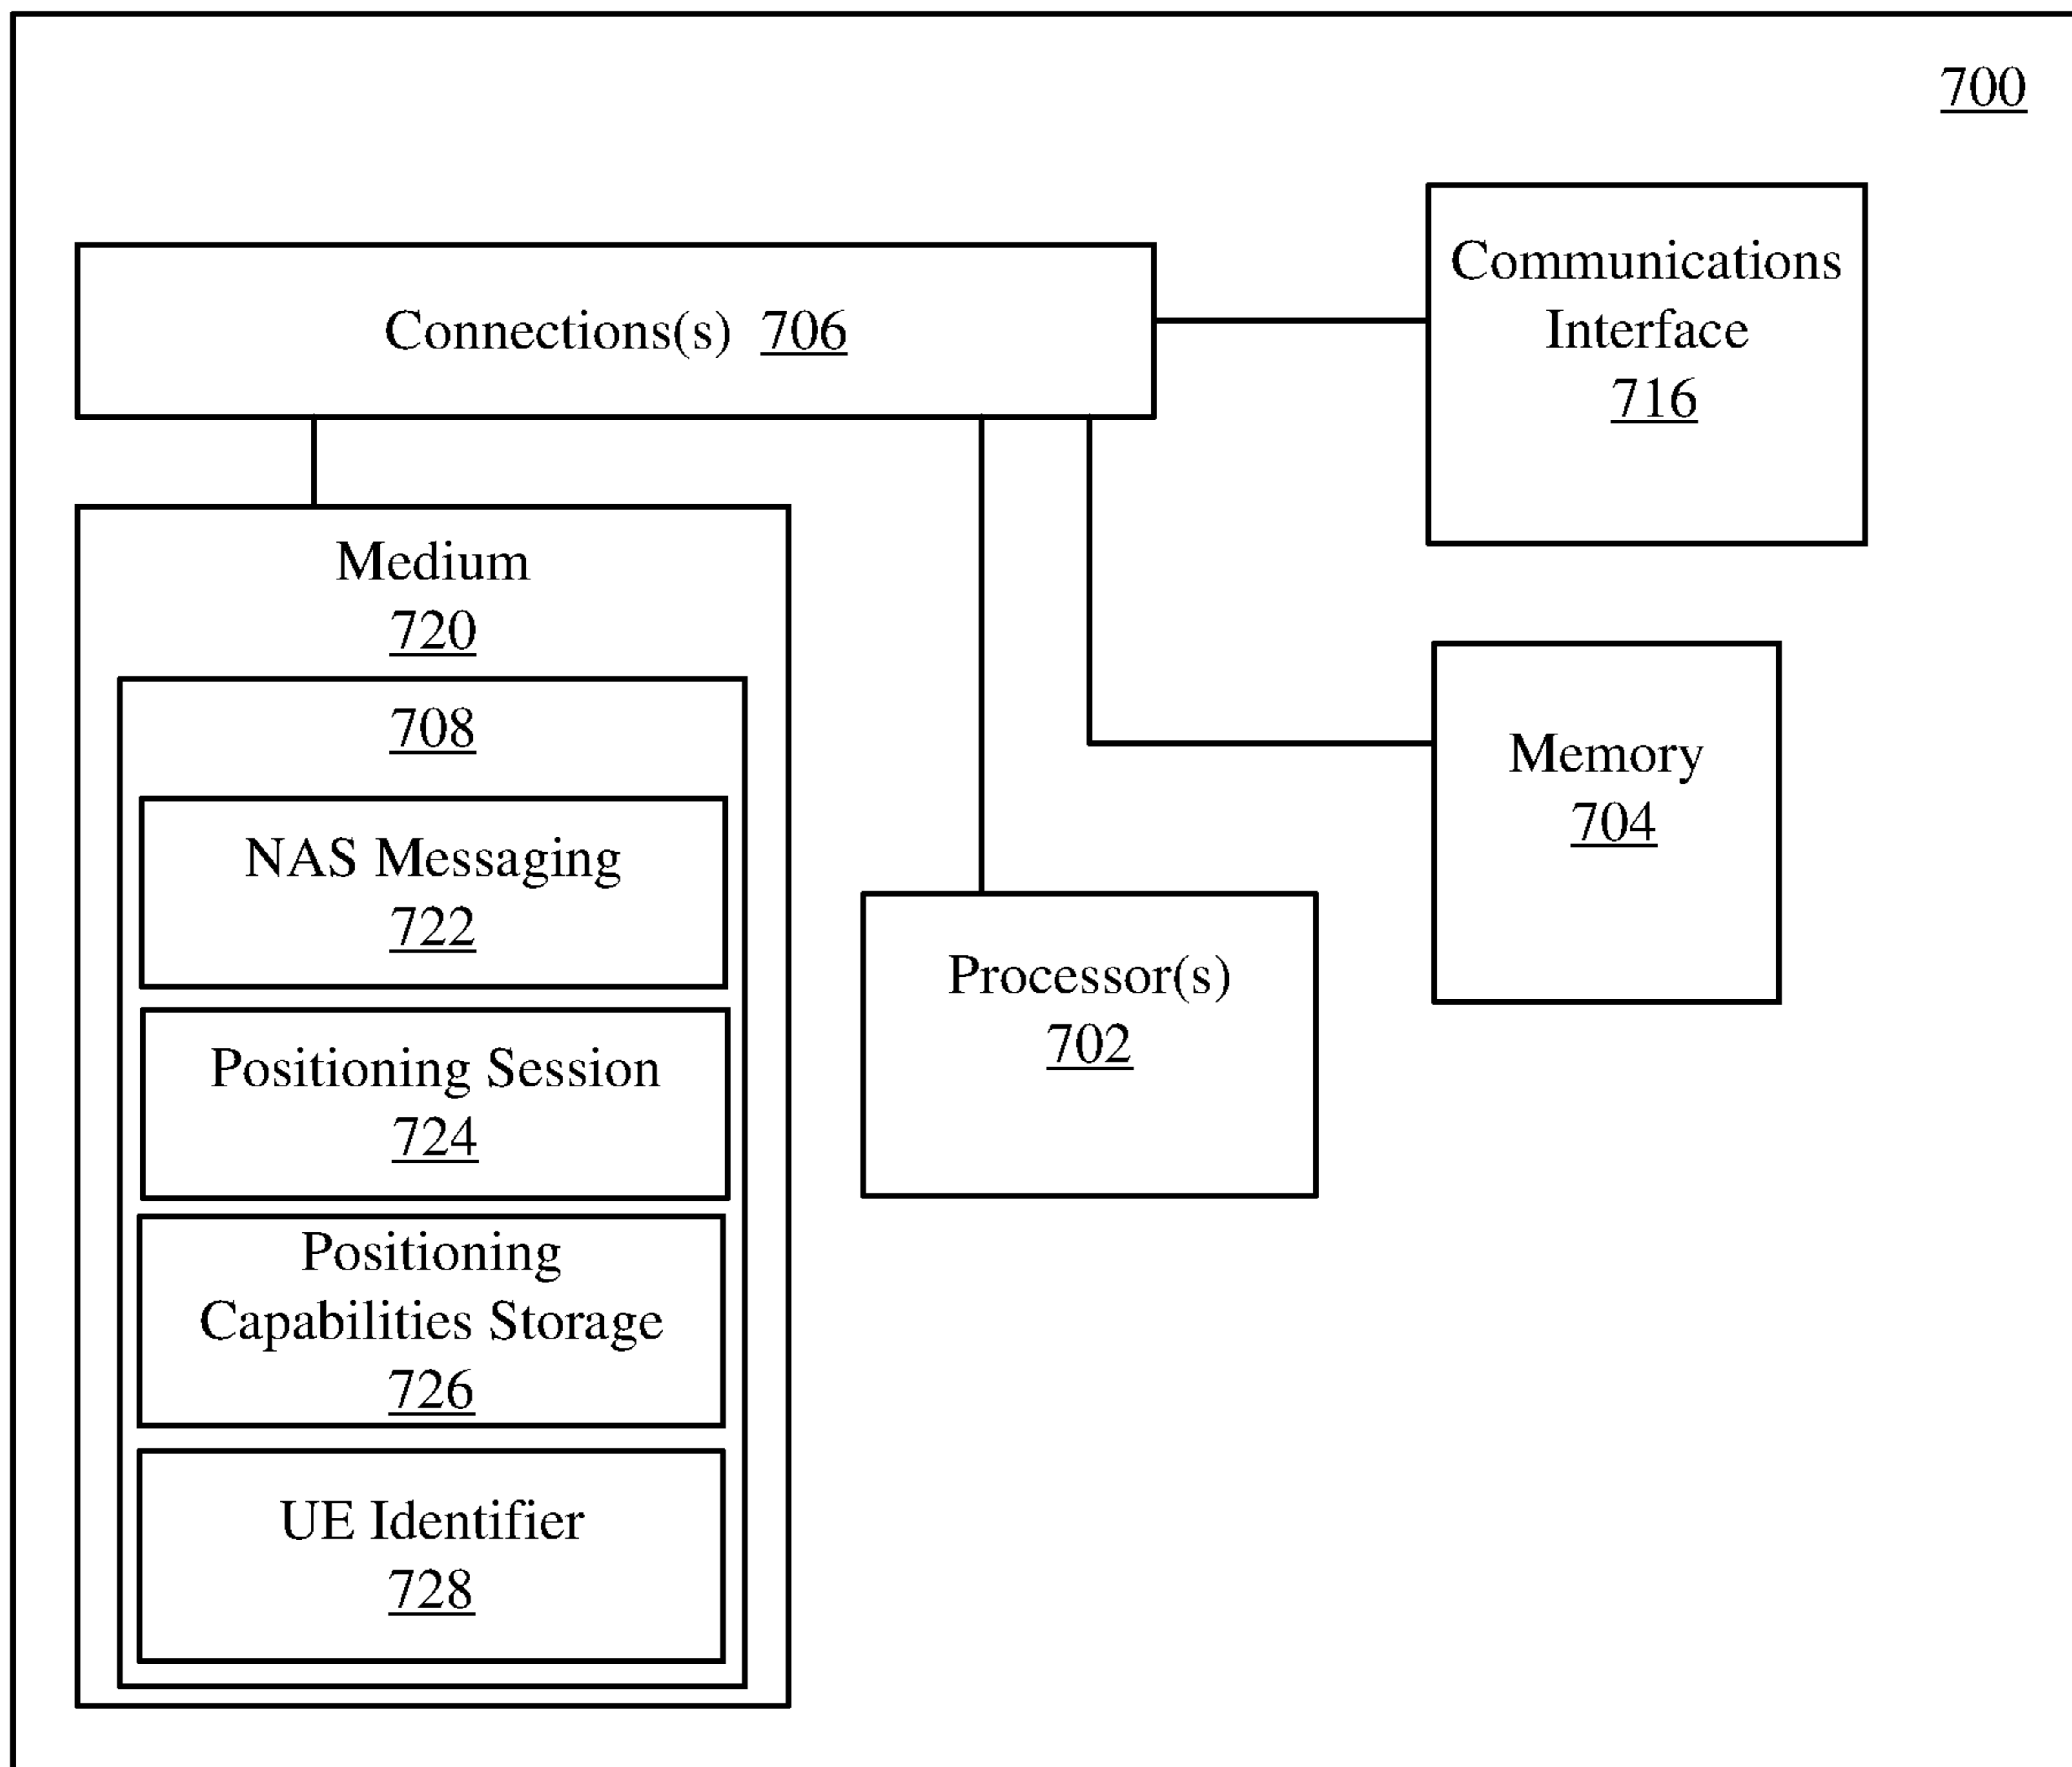 700
Connections(s) 706
Communications
Interface
716
Medium
720
708
NAS Messaging
722
Positioning Session
724
Positioning
Capabilities Storage
726
UE Identifier
728
Processor(s)
702
Memory
704